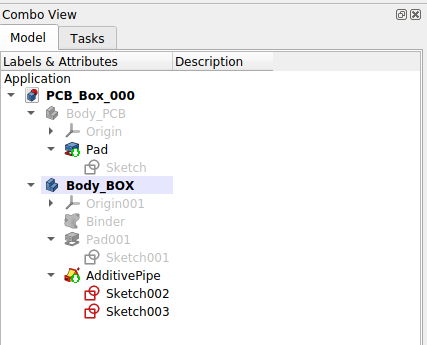 Combo View
Model Tasks
Labels & Attributes Description
Application
PCB_Box_000
Body_PCB
Origin
Pad
Sketch
Body_BOX
Origin001
Binder
Pad001
Sketch001
AdditivePipe
Sketch002
Sketch003